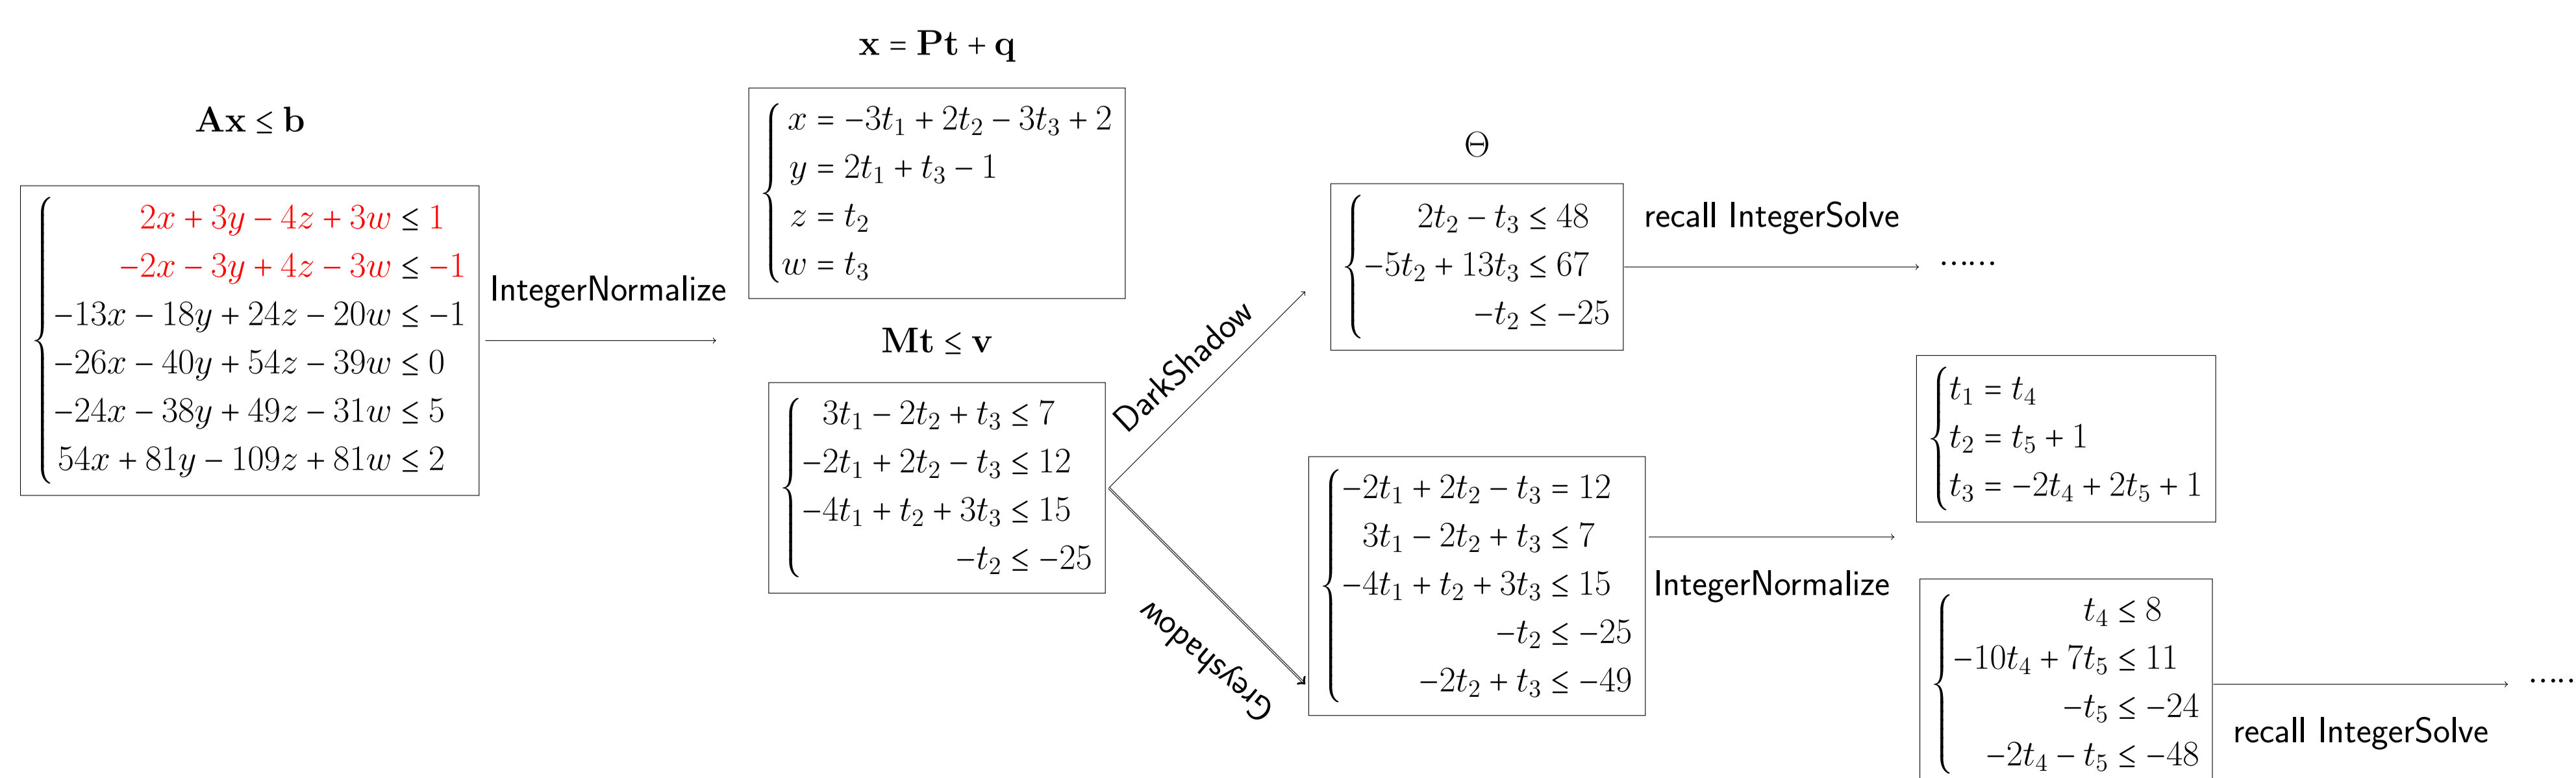 Ax ≤ b
2x + 3y − 4z + 3w ≤ 1
−2x − 3y + 4z − 3w ≤ −1
−13x − 18y + 24z − 20w ≤ −1
−26x − 40y + 54z − 39w ≤ 0
−24x − 38y + 49z − 31w ≤ 5
54x + 81y − 109z + 81w ≤ 2
IntegerNormalize
x = Pt + q
x = −3t₁ + 2t₂ − 3t₃ + 2
y = 2t₁ + t₃ − 1
z = t₂
w = t₃
Mt ≤ v
3t₁ − 2t₂ + t₃ ≤ 7
−2t₁ + 2t₂ − t₃ ≤ 12
−4t₁ + t₂ + 3t₃ ≤ 15
−t₂ ≤ −25
DarkShadow
Θ
2t₂ − t₃ ≤ 48
−5t₂ + 13t₃ ≤ 67
−t₂ ≤ −25
recall IntegerSolve
......
Greyshadow
−2t₁ + 2t₂ − t₃ = 12
3t₁ − 2t₂ + t₃ ≤ 7
−4t₁ + t₂ + 3t₃ ≤ 15
−t₂ ≤ −25
−2t₂ + t₃ ≤ −49
IntegerNormalize
t₁ = t₄
t₂ = t₅ + 1
t₃ = −2t₄ + 2t₅ + 1
t₄ ≤ 8
−10t₄ + 7t₅ ≤ 11
−t₅ ≤ −24
−2t₄ − t₅ ≤ −48
recall IntegerSolve
.....